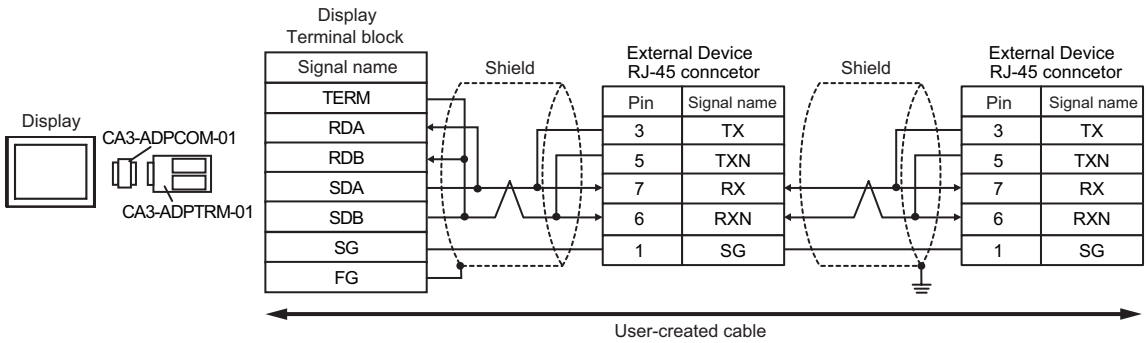 Display
Terminal block
Signal name
TERM
RDA
RDB
SDA
SDB
SG
FG
Display
CA3-ADPCOM-01
CA3-ADPTRM-01
Shield
External Device
RJ-45 conncetor
Pin Signal name
3 TX
5 TXN
7 RX
6 RXN
1 SG
Shield
External Device
RJ-45 conncetor
Pin Signal name
3 TX
5 TXN
7 RX
6 RXN
1 SG
User-created cable